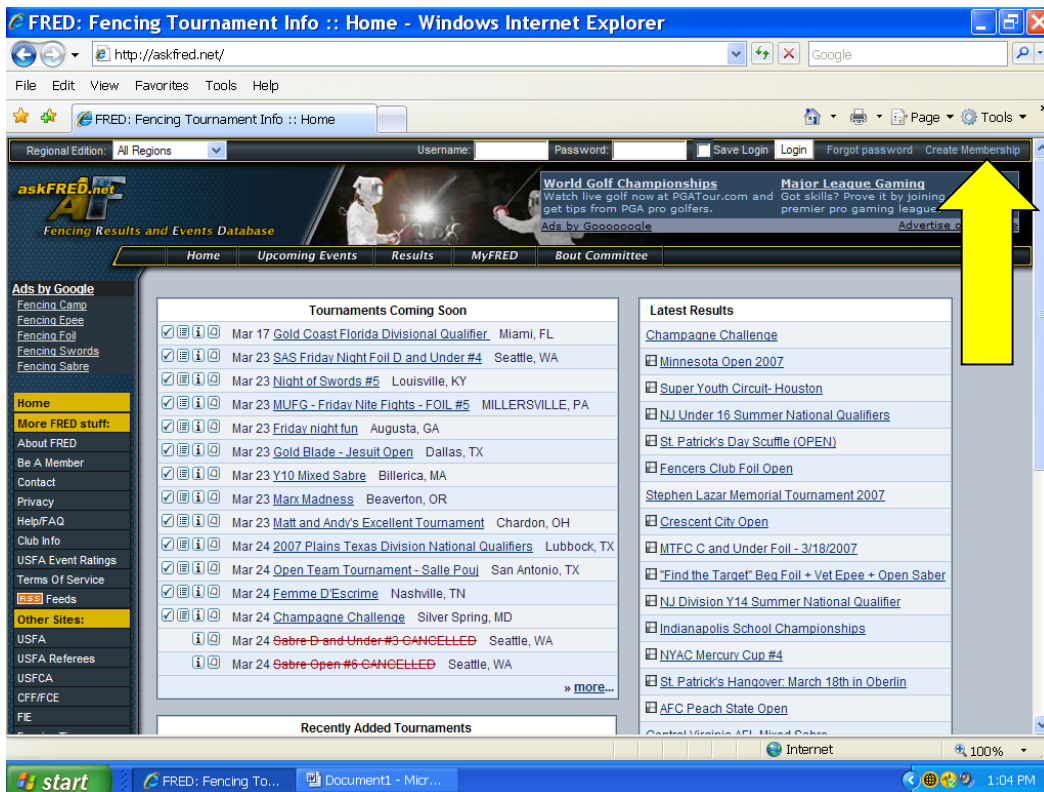 FRED: Fencing Tournament Info :: Home - Windows Internet Explorer
http://askfred.net/
Google
File Edit View Favorites Tools Help
FRED: Fencing Tournament Info :: Home
Page Tools
Regional Edition: All Regions Username: Password: Save Login Login Forgot password Create Membership
askFRED.net
AF
Fencing Results and Events Database
World Golf Championships
Watch live golf now at PGATour.com and
get tips from PGA pro golfers.
Major League Gaming
Got skills? Prove it by joining
premier pro gaming league.
Ads by Goooooogle
Advertise
Home Upcoming Events Results MyFRED Bout Committee
Ads by Google
Fencing Camp
Fencing Epee
Fencing Foil
Fencing Swords
Fencing Sabre
Home
More FRED stuff:
About FRED
Be A Member
Contact
Privacy
Help/FAQ
Club Info
USFA Event Ratings
Terms Of Service
RSS Feeds
Other Sites:
USFA
USFA Referees
USFCA
CFF/FCE
FIE
Tournaments Coming Soon
Mar 17 Gold Coast Florida Divisional Qualifier Miami, FL
Mar 23 SAS Friday Night Foil D and Under #4 Seattle, WA
Mar 23 Night of Swords #5 Louisville, KY
Mar 23 MUFG - Friday Nite Fights - FOIL #5 MILLERSVILLE, PA
Mar 23 Friday night fun Augusta, GA
Mar 23 Gold Blade - Jesuit Open Dallas, TX
Mar 23 Y10 Mixed Sabre Billerica, MA
Mar 23 Marx Madness Beaverton, OR
Mar 23 Matt and Andy's Excellent Tournament Chardon, OH
Mar 24 2007 Plains Texas Division National Qualifiers Lubbock, TX
Mar 24 Open Team Tournament - Salle Pouj San Antonio, TX
Mar 24 Femme D'Escrime Nashville, TN
Mar 24 Champagne Challenge Silver Spring, MD
Mar 24 Sabre D and Under #3 CANCELLED Seattle, WA
Mar 24 Sabre Open #6 CANCELLED Seattle, WA
» more...
Recently Added Tournaments
Latest Results
Champagne Challenge
Minnesota Open 2007
Super Youth Circuit- Houston
NJ Under 16 Summer National Qualifiers
St. Patrick's Day Scuffle (OPEN)
Fencers Club Foil Open
Stephen Lazar Memorial Tournament 2007
Crescent City Open
MTFC C and Under Foil - 3/18/2007
"Find the Target" Beg Foil + Vet Epee + Open Saber
NJ Division Y14 Summer National Qualifier
Indianapolis School Championships
NYAC Mercury Cup #4
St. Patrick's Hangover: March 18th in Oberlin
AFC Peach State Open
Central Virginia AFL Mixed Sabre
Internet 100%
start FRED: Fencing To... Document1 - Micr... 1:04 PM